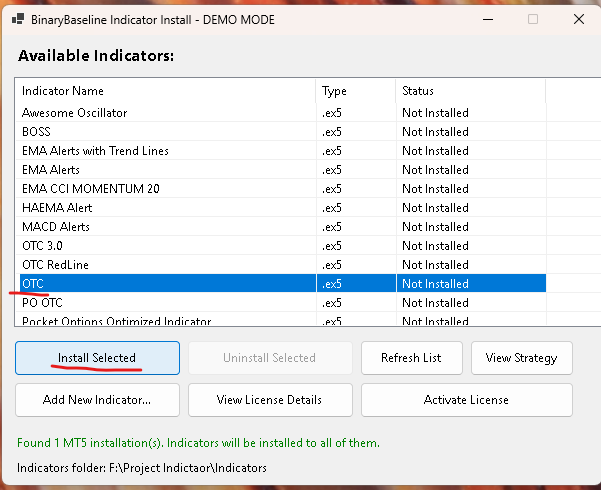 BinaryBaseline Indicator Install - DEMO MODE
Available Indicators:
Indicator Name Type Status
Awesome Oscillator .ex5 Not Installed
BOSS .ex5 Not Installed
EMA Alerts with Trend Lines .ex5 Not Installed
EMA Alerts .ex5 Not Installed
EMA CCI MOMENTUM 20 .ex5 Not Installed
HAEMA Alert .ex5 Not Installed
MACD Alerts .ex5 Not Installed
OTC 3.0 .ex5 Not Installed
OTC RedLine .ex5 Not Installed
OTC .ex5 Not Installed
PO OTC .ex5 Not Installed
Pocket Options Optimized Indicator .ex5 Not Installed
Install Selected Uninstall Selected Refresh List View Strategy
Add New Indicator... View License Details Activate License
Found 1 MT5 installation(s). Indicators will be installed to all of them.
Indicators folder: F:\Project Indictaor\Indicators